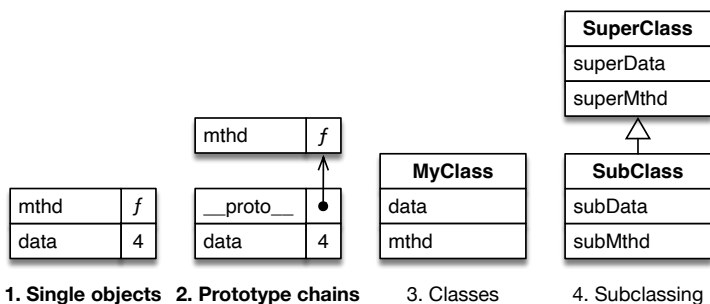 SuperClass
superData
superMthd
mthd ƒ
MyClass
SubClass
mthd ƒ
__proto__
data
subData
data 4
data 4
mthd
subMthd
1. Single objects
2. Prototype chains
3. Classes
4. Subclassing